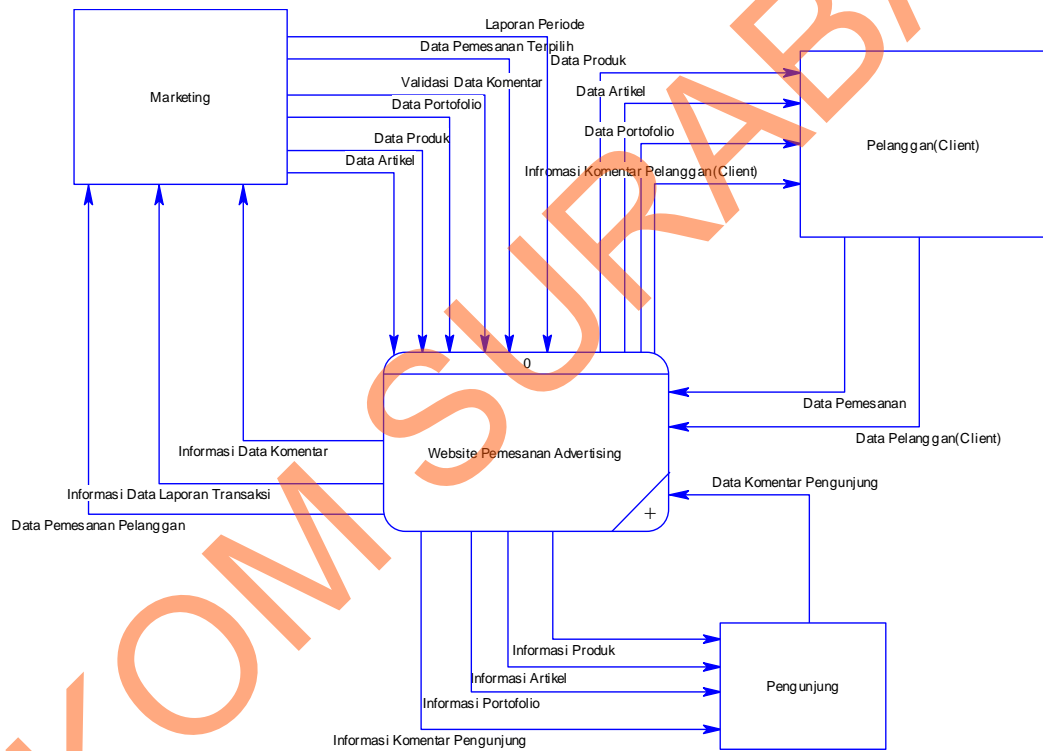 Laporan Periode
Data Pemesanan Terpilih
Data Produk
Validasi Data Komentar
Data Artikel
Marketing
Data Portofolio
Data Portofolio
Data Produk
Pelanggan(Client)
Data Artikel
Infromasi Komentar Pelanggan(Client)
0
Data Pemesanan
Data Pelanggan(Client)
Informasi Data Komentar
Website Pemesanan Advertising
Data Komentar Pengunjung
Informasi Data Laporan Transaksi
+
Data Pemesanan Pelanggan
Informasi Produk
Informasi Artikel
Pengunjung
Informasi Portofolio
Informasi Komentar Pengunjung
KOM SURABA